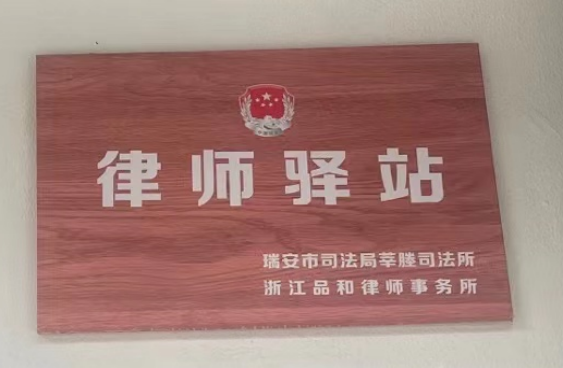 律师驿站
瑞安市司法局莘塍司法所
浙江品和律师事务所